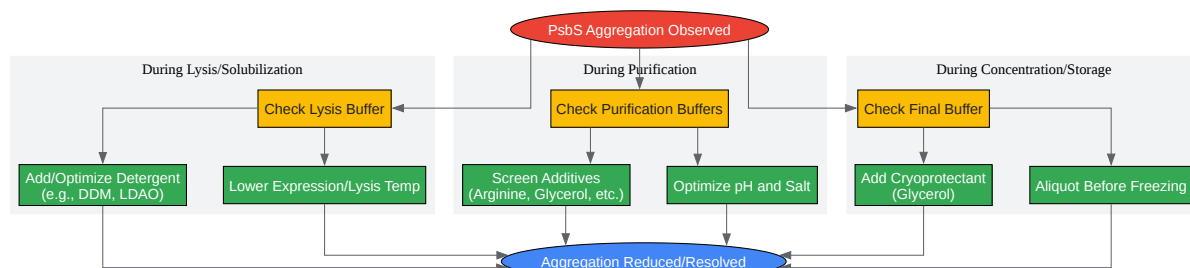 PsbS Aggregation Observed
During Lysis/Solubilization
During Purification
During Concentration/Storage
Check Lysis Buffer
Check Purification Buffers
Check Final Buffer
Add/Optimize Detergent
(e.g., DDM, LDAO)
Lower Expression/Lysis Temp
Screen Additives
(Arginine, Glycerol, etc.)
Optimize pH and Salt
Add Cryoprotectant
(Glycerol)
Aliquot Before Freezing
Aggregation Reduced/Resolved